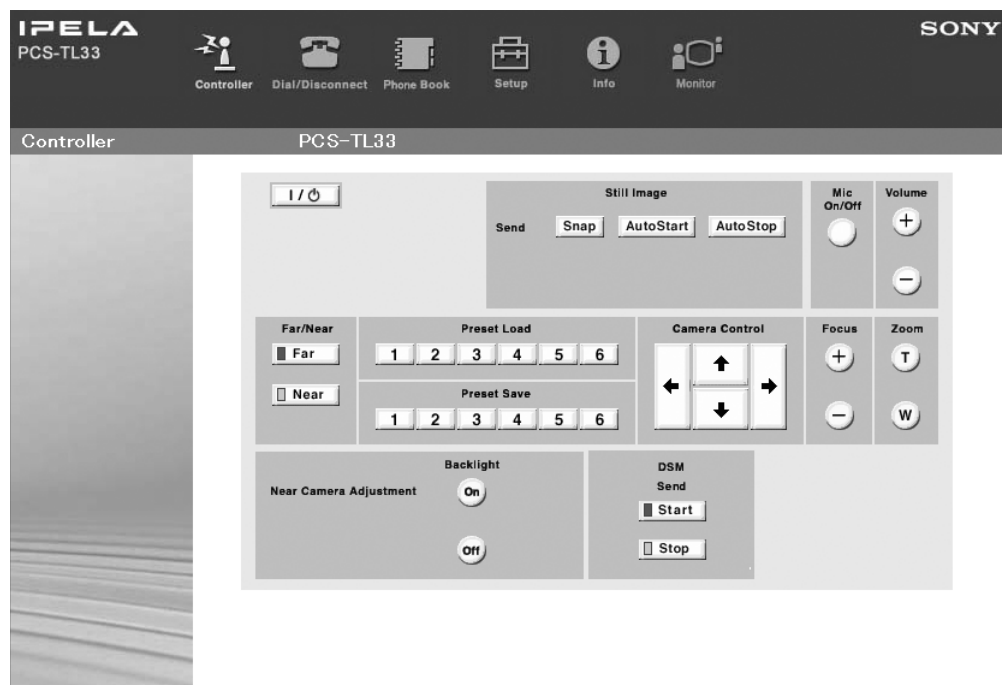 IPELA
PCS-TL33
SONY
Controller
Dial/Disconnect
Phone Book
Setup
Info
Monitor
Controller
PCS-TL33
I / ⏻
Still Image
Send
Snap
AutoStart
AutoStop
Mic
On/Off
Volume
+
−
Far/Near
Far
Near
Preset Load
1 2 3 4 5 6
Preset Save
1 2 3 4 5 6
Camera Control
Focus
+
−
Zoom
T
W
Backlight
Near Camera Adjustment
On
Off
DSM
Send
Start
Stop